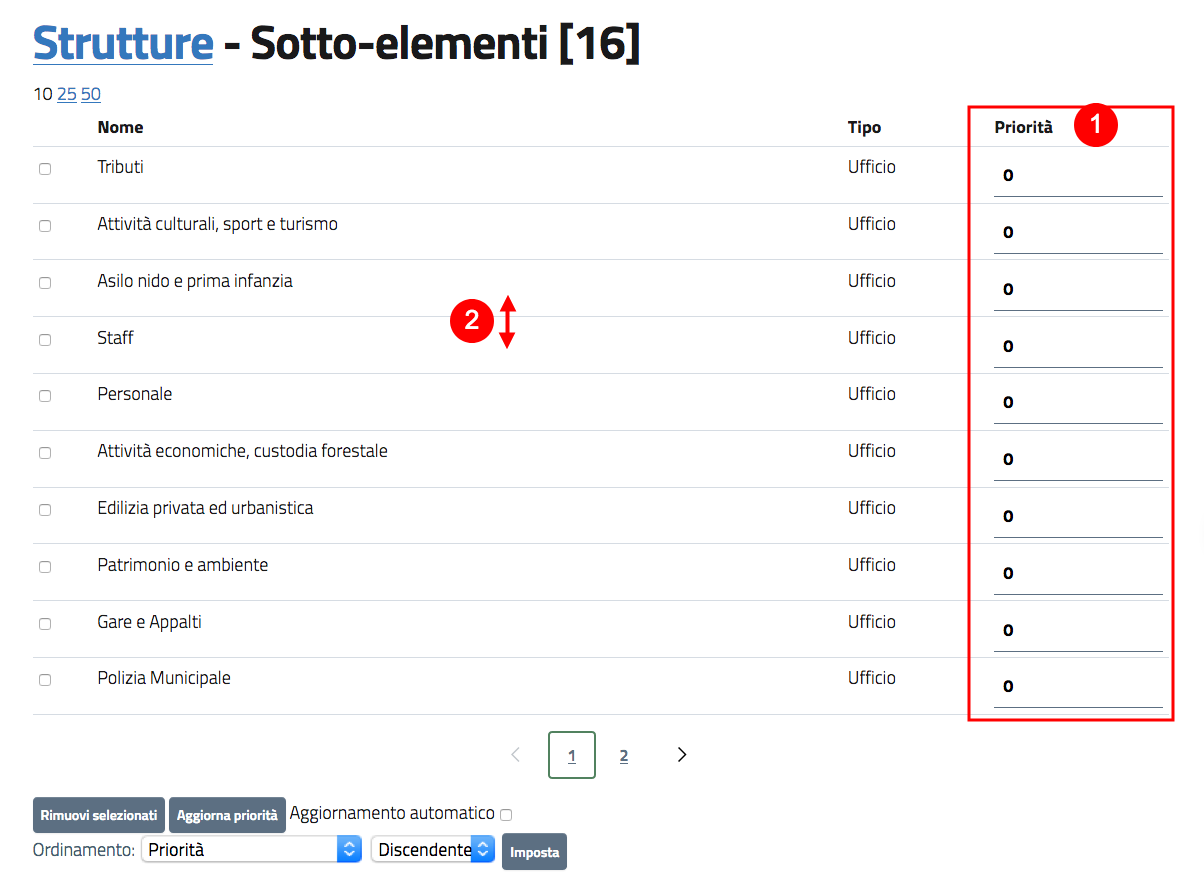 Strutture - Sotto-elementi [16]
10 25 50
Nome Tipo Priorità 1
Tributi Ufficio 0
Attività culturali, sport e turismo Ufficio 0
Asilo nido e prima infanzia Ufficio 0
2
Staff Ufficio 0
Personale Ufficio 0
Attività economiche, custodia forestale Ufficio 0
Edilizia privata ed urbanistica Ufficio 0
Patrimonio e ambiente Ufficio 0
Gare e Appalti Ufficio 0
Polizia Municipale Ufficio 0
1 2
Rimuovi selezionati Aggiorna priorità Aggiornamento automatico
Ordinamento: Priorità Discendente Imposta